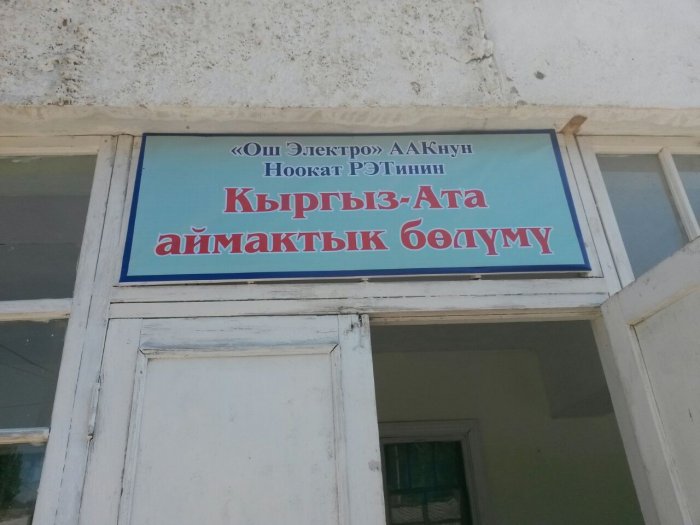 «Ош Электро» ААКнун
Ноокат РЭТинин
Кыргыз-Ата
аймактык бөлүмү